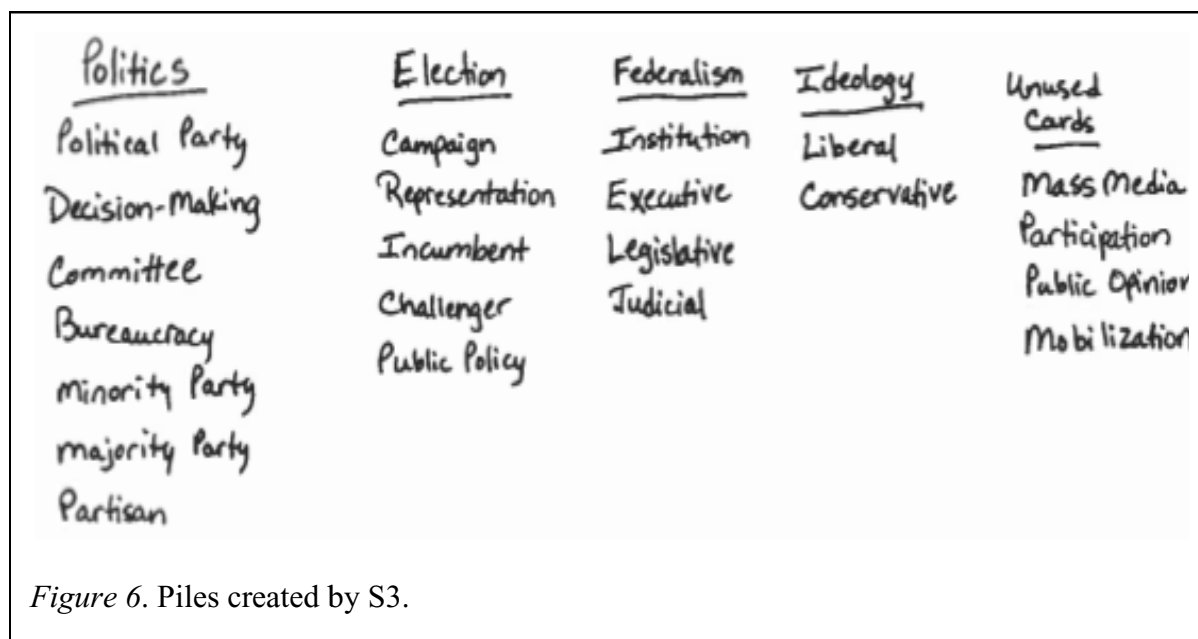 Politics
Political Party
Decision-Making
Committee
Bureaucracy
minority Party
majority Party
Partisan
Election
Campaign
Representation
Incumbent
Challenger
Public Policy
Federalism
Institution
Executive
Legislative
Judicial
Ideology
Liberal
Conservative
Unused
Cards
Mass Media
Participation
Public Opinion
Mobilization
Figure 6. Piles created by S3.